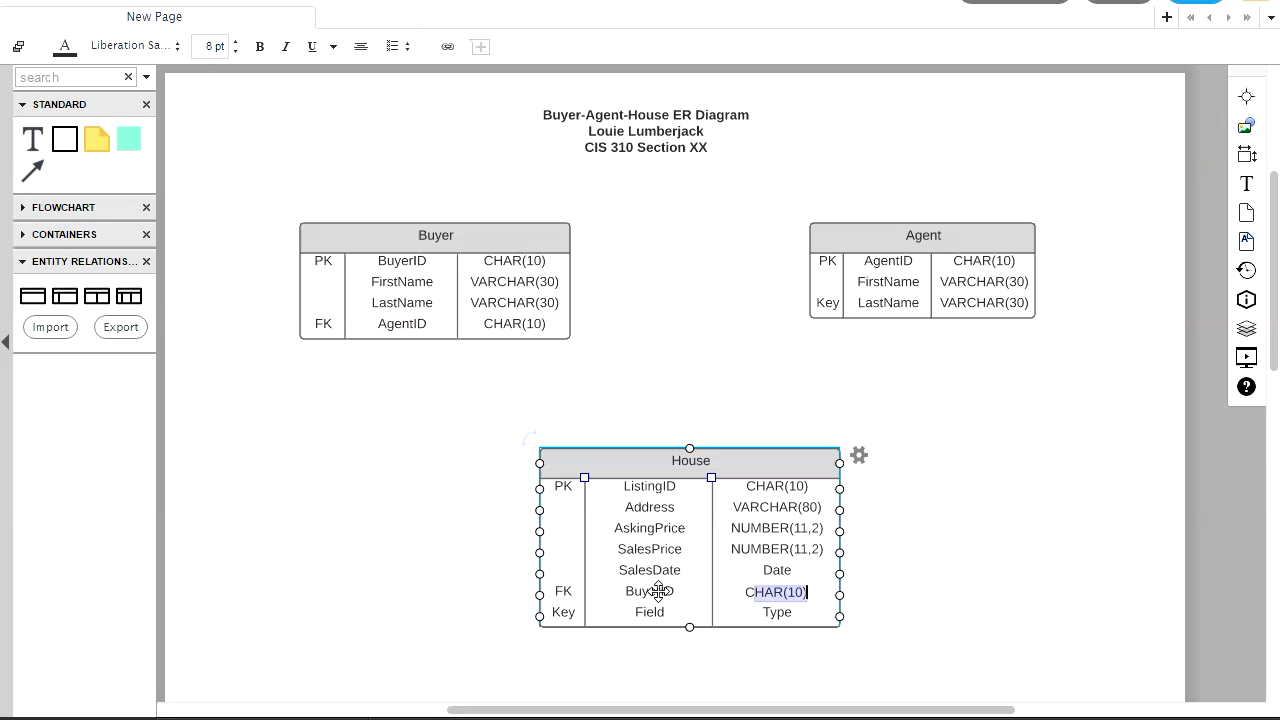 New Page
A Liberation Sa... 8 pt B I U
search
STANDARD
T
FLOWCHART
CONTAINERS
ENTITY RELATIONS...
Import Export
Buyer-Agent-House ER Diagram
Louie Lumberjack
CIS 310 Section XX
Buyer
PK BuyerID CHAR(10)
FirstName VARCHAR(30)
LastName VARCHAR(30)
FK AgentID CHAR(10)
Agent
PK AgentID CHAR(10)
FirstName VARCHAR(30)
Key LastName VARCHAR(30)
House
PK ListingID CHAR(10)
Address VARCHAR(80)
AskingPrice NUMBER(11,2)
SalesPrice NUMBER(11,2)
SalesDate Date
FK BuyerID CHAR(10)
Key Field Type